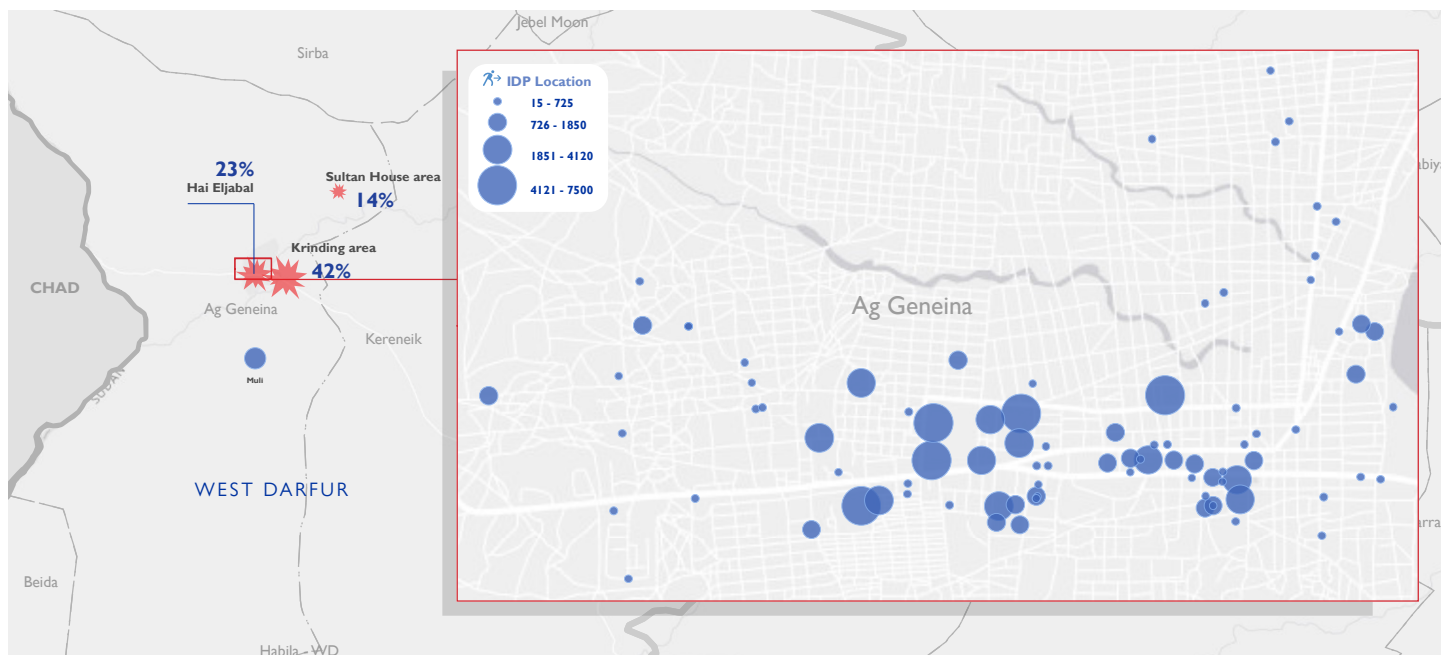 Jebel Moon
Sirba
IDP Location
15 - 725
726 - 1850
1851 - 4120
4121 - 7500
23%
Hai Eljabal
Sultan House area
14%
Krinding area
42%
CHAD
Ag Geneina
Ag Geneina
Kereneik
Muli
SUDAN
WEST DARFUR
Beida
Habila - WD